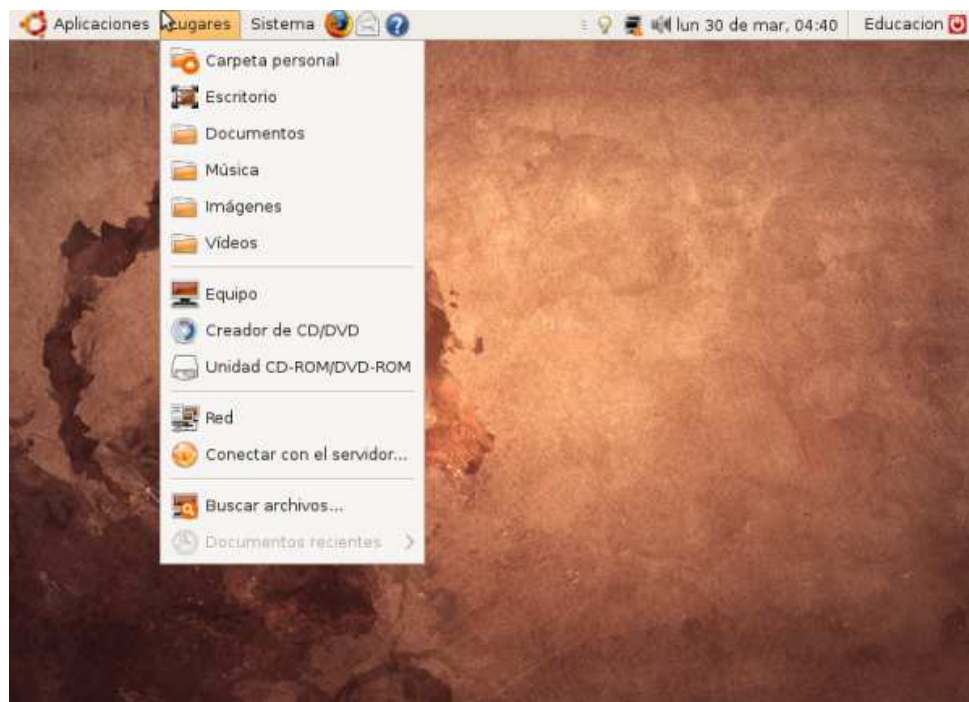 Aplicaciones Lugares Sistema lun 30 de mar, 04:40 Educacion
Carpeta personal
Escritorio
Documentos
Música
Imágenes
Vídeos
Equipo
Creador de CD/DVD
Unidad CD-ROM/DVD-ROM
Red
Conectar con el servidor...
Buscar archivos...
Documentos recientes